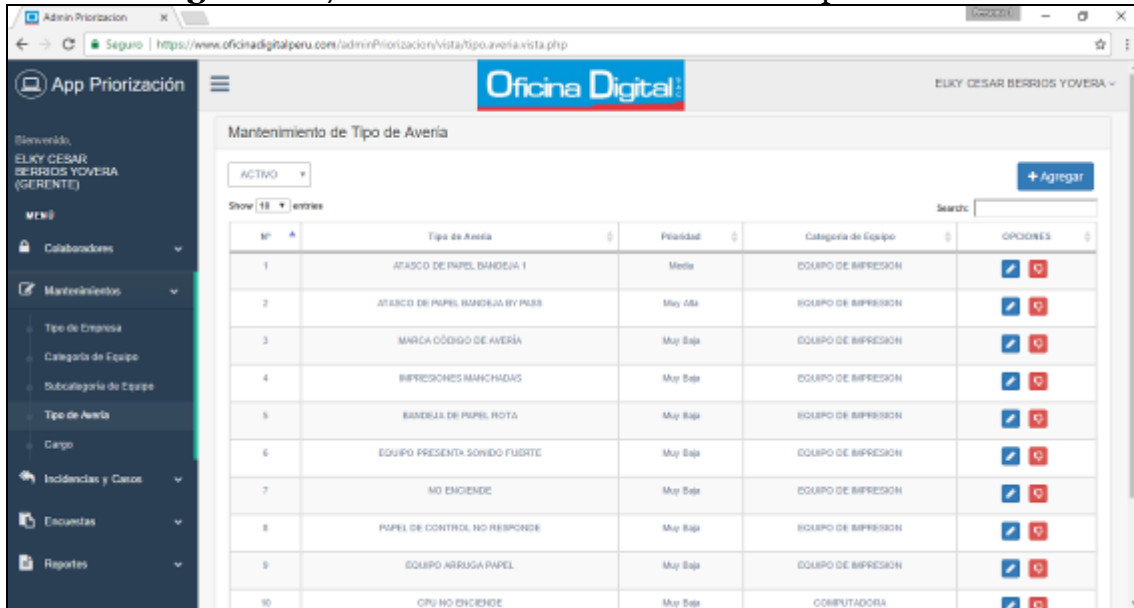 Admin Priorizacion
Seguro | https://www.oficinadigitalperu.com/adminPriorizacion/vista/tipo.averia.vista.php
App Priorización
Oficina Digital
ELKY CESAR BERRIOS YOVERA
Bienvenido,
ELKY CESAR
BERRIOS YOVERA
(GERENTE)
MENÚ
Colaboradores
Mantenimientos
Tipo de Empresa
Categoría de Equipo
Subcategoría de Equipo
Tipo de Avería
Cargo
Incidencias y Casos
Encuestas
Reportes
Mantenimiento de Tipo de Avería
ACTIVO
+ Agregar
Show 10 entries
Search:
N° Tipo de Avería Prioridad Categoría de Equipo OPCIONES
1 ATASCO DE PAPEL BANDEJA 1 Media EQUIPO DE IMPRESION
2 ATASCO DE PAPEL BANDEJA BY PASS Muy Alta EQUIPO DE IMPRESION
3 MARCA CÓDIGO DE AVERÍA Muy Baja EQUIPO DE IMPRESION
4 IMPRESIONES MANCHADAS Muy Baja EQUIPO DE IMPRESION
5 BANDEJA DE PAPEL ROTA Muy Baja EQUIPO DE IMPRESION
6 EQUIPO PRESENTA SONIDO FUERTE Muy Baja EQUIPO DE IMPRESION
7 NO ENCIENDE Muy Baja EQUIPO DE IMPRESION
8 PAPEL DE CONTROL NO RESPONDE Muy Baja EQUIPO DE IMPRESION
9 EQUIPO ARRUGA PAPEL Muy Baja EQUIPO DE IMPRESION
10 CPU NO ENCIENDE Muy Baja COMPUTADORA